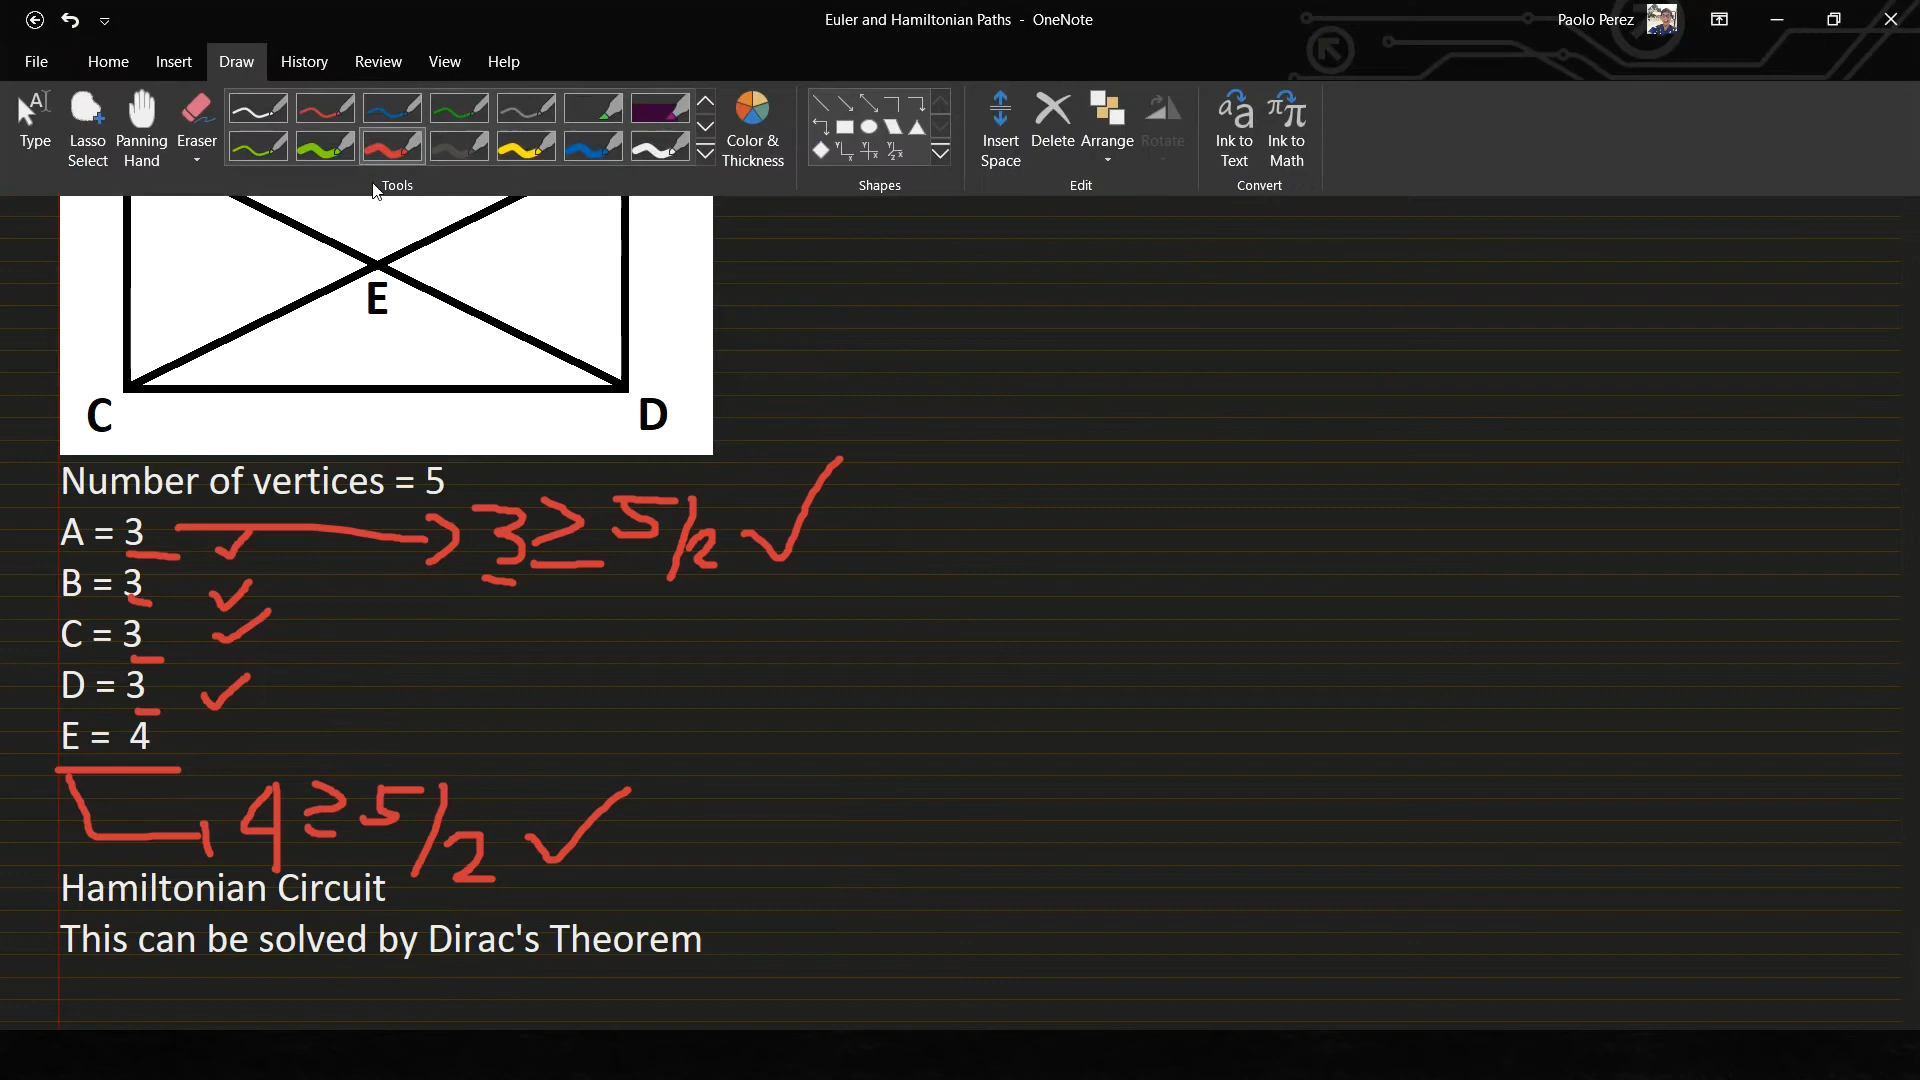 Euler and Hamiltonian Paths - OneNote
Paolo Perez
File Home Insert Draw History Review View Help
Type
Lasso Select
Panning Hand
Eraser
Color & Thickness
Insert Space
Delete
Arrange
Rotate
Ink to Text
Ink to Math
Tools
Shapes
Edit
Convert
E
C
D
Number of vertices = 5
A = 3 3 ≥ 5/2
B = 3
C = 3
D = 3
E = 4
4 ≥ 5/2
Hamiltonian Circuit
This can be solved by Dirac's Theorem